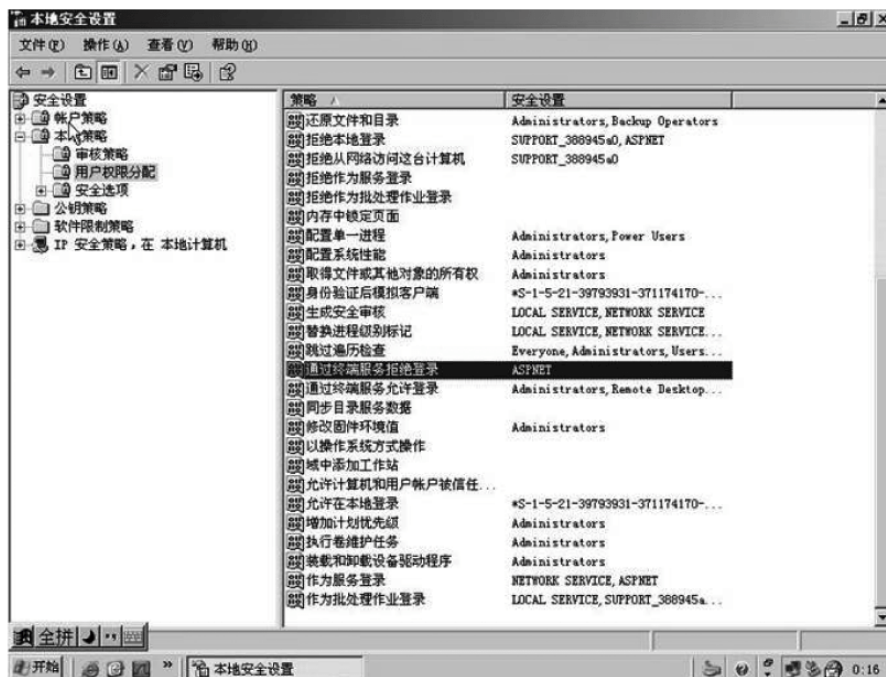 本地安全设置
文件(F) 操作(A) 查看(V) 帮助(H)
安全设置
帐户策略
本地策略
审核策略
用户权限分配
安全选项
公钥策略
软件限制策略
IP 安全策略，在 本地计算机
策略 安全设置
还原文件和目录 Administrators,Backup Operators
拒绝本地登录 SUPPORT_388945a0,ASPNET
拒绝从网络访问这台计算机 SUPPORT_388945a0
拒绝作为服务登录
拒绝作为批处理作业登录
内存中锁定页面
配置单一进程 Administrators,Power Users
配置系统性能 Administrators
取得文件或其他对象的所有权 Administrators
身份验证后模拟客户端 *S-1-5-21-39793931-371174170-...
生成安全审核 LOCAL SERVICE,NETWORK SERVICE
替换进程级别标记 LOCAL SERVICE,NETWORK SERVICE...
跳过遍历检查 Everyone,Administrators,Users...
通过终端服务拒绝登录 ASPNET
通过终端服务允许登录 Administrators,Remote Desktop...
同步目录服务数据
修改固件环境值 Administrators
以操作系统方式操作
域中添加工作站
允许计算机和用户帐户被信任...
允许在本地登录 *S-1-5-21-39793931-371174170-...
增加计划优先级 Administrators
执行卷维护任务 Administrators
装载和卸载设备驱动程序 Administrators
作为服务登录 NETWORK SERVICE,ASPNET
作为批处理作业登录 LOCAL SERVICE,SUPPORT_388945a...
全拼
开始 » 本地安全设置 0:16